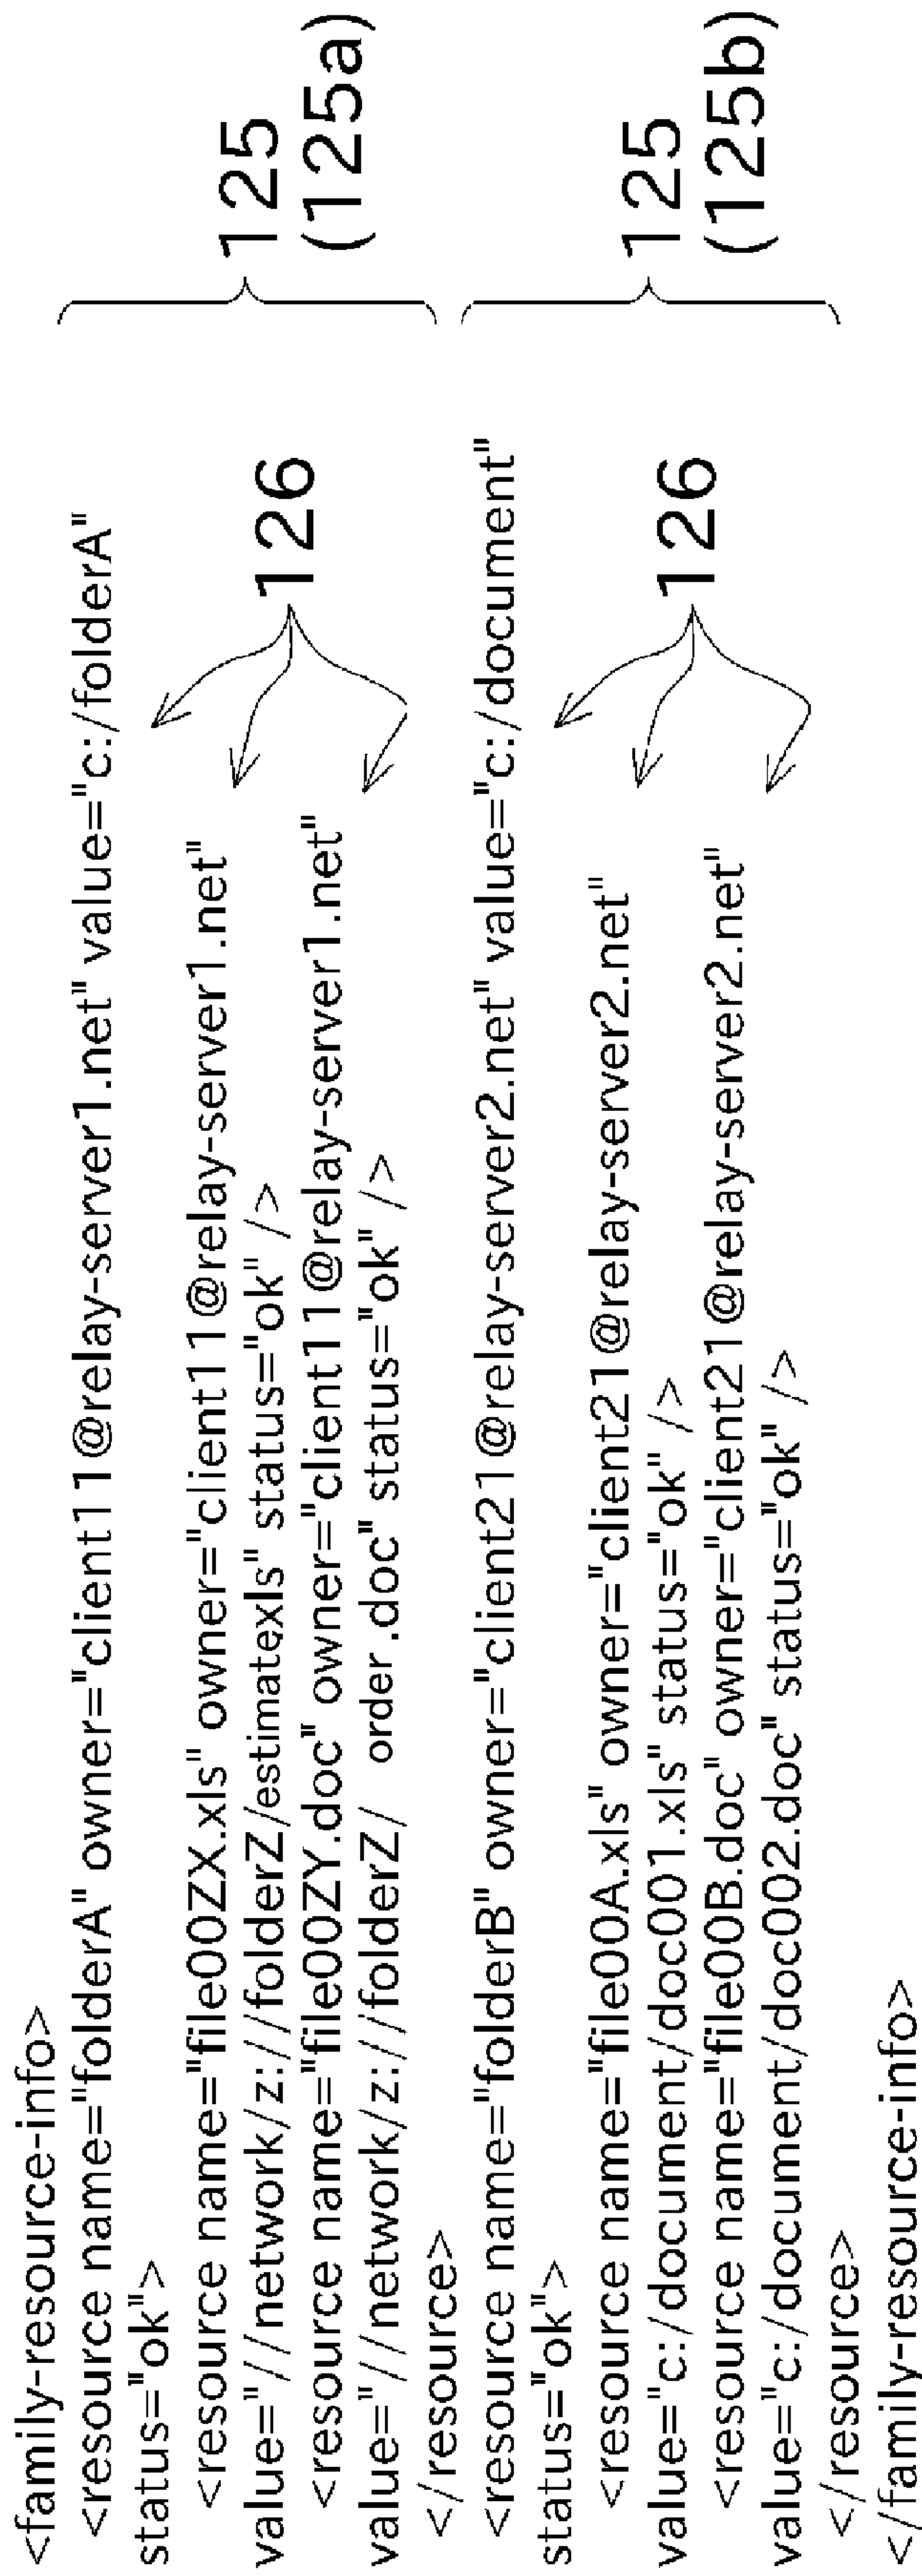 <family-resource-info>
<resource name="folderA" owner="client11@relay-server1.net" value="c:/folderA"
status="ok">
<resource name="file00ZX.xls" owner="client11@relay-server1.net"
value="//network/z://folderZ/estimatexls" status="ok" />
<resource name="file00ZY.doc" owner="client11@relay-server1.net"
value="//network/z://folderZ/ order.doc" status="ok" />
</resource>
<resource name="folderB" owner="client21@relay-server2.net" value="c:/document"
status="ok">
<resource name="file00A.xls" owner="client21@relay-server2.net"
value="c:/document/doc001.xls" status="ok" />
<resource name="file00B.doc" owner="client21@relay-server2.net"
value="c:/document/doc002.doc" status="ok" />
</resource>
</family-resource-info>
126
125
(125a)
126
125
(125b)